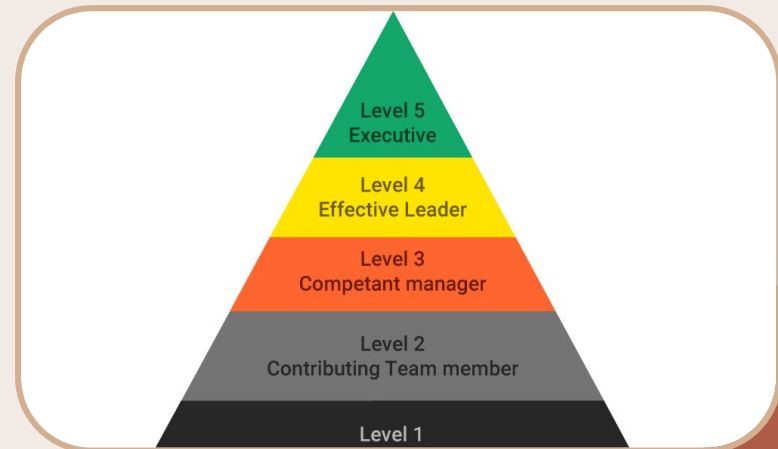 Level 5
Executive
Level 4
Effective Leader
Level 3
Competant manager
Level 2
Contributing Team member
Level 1